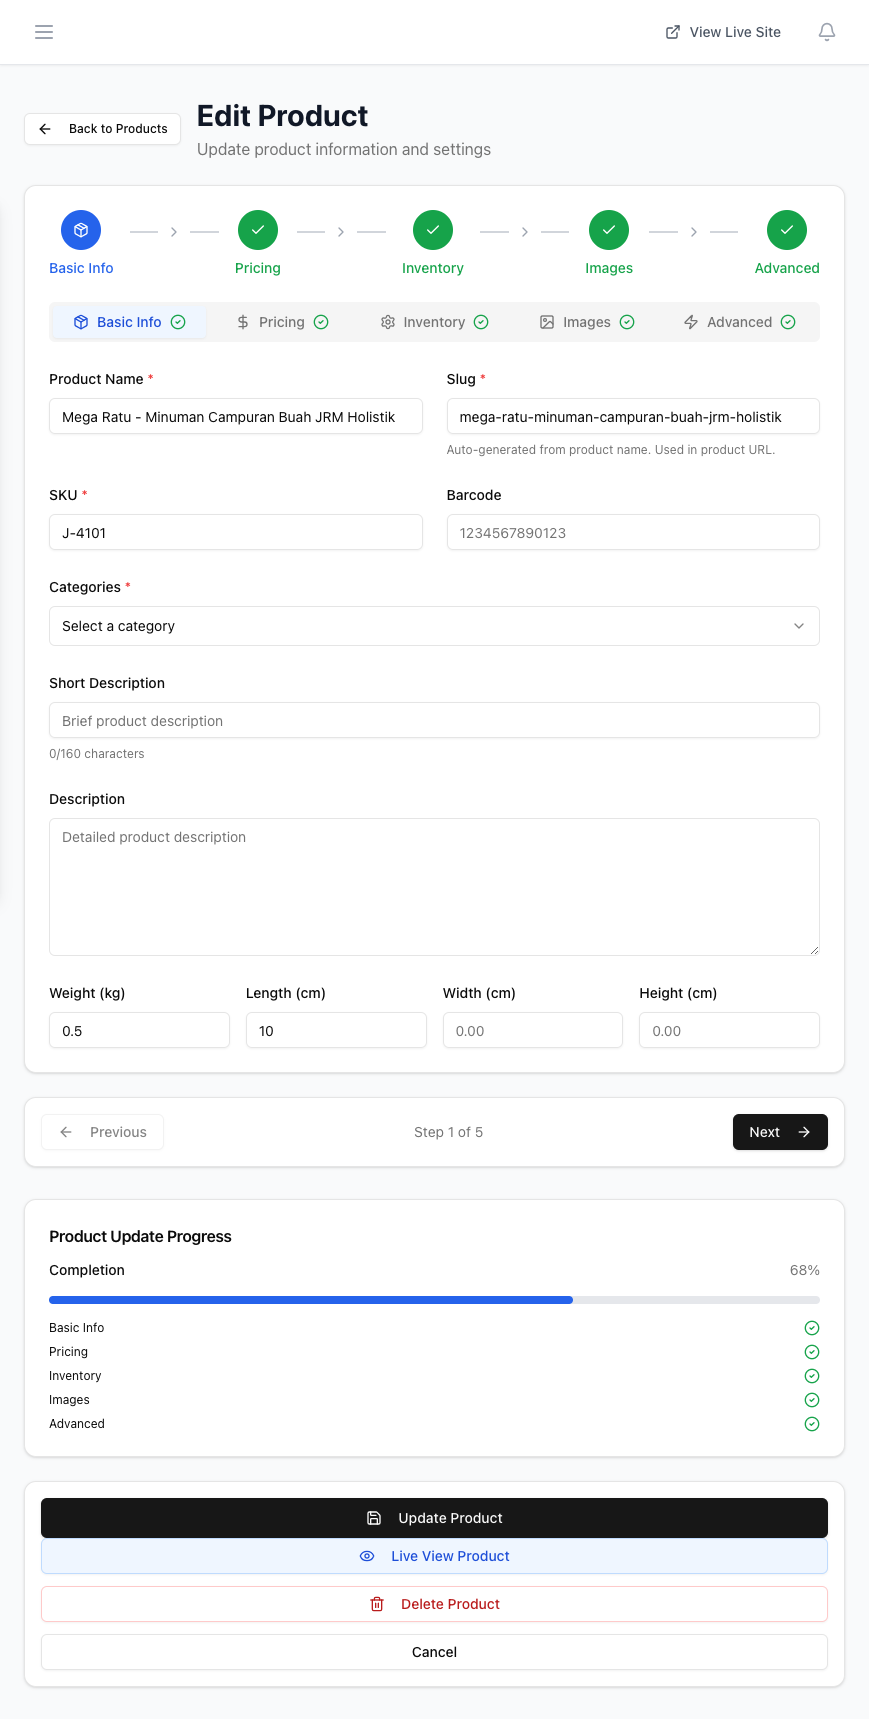 View Live Site
Back to Products
Edit Product
Update product information and settings
Basic Info
Pricing
Inventory
Images
Advanced
Basic Info
Pricing
Inventory
Images
Advanced
Product Name *
Slug *
Mega Ratu - Minuman Campuran Buah JRM Holistik
mega-ratu-minuman-campuran-buah-jrm-holistik
Auto-generated from product name. Used in product URL.
SKU *
Barcode
J-4101
1234567890123
Categories *
Select a category
Short Description
Brief product description
0/160 characters
Description
Detailed product description
Weight (kg)
Length (cm)
Width (cm)
Height (cm)
0.5
10
0.00
0.00
Previous
Step 1 of 5
Next
Product Update Progress
Completion
68%
Basic Info
Pricing
Inventory
Images
Advanced
Update Product
Live View Product
Delete Product
Cancel